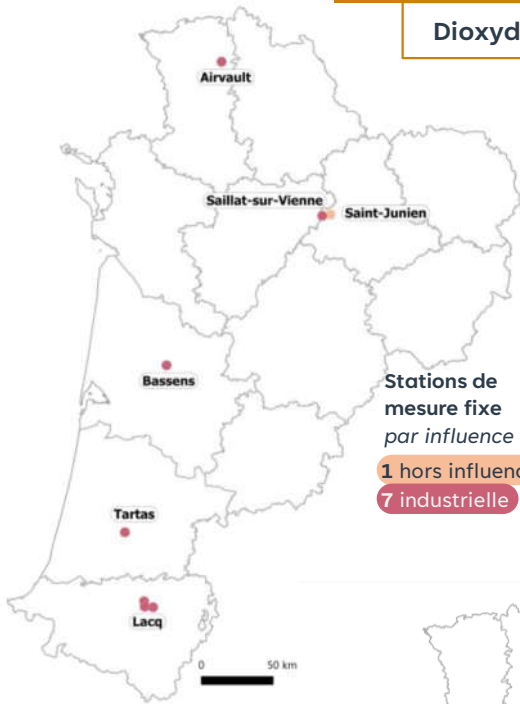 Dioxyd
Airvault
Saillat-sur-Vienne
Saint-Junien
Bassens
Stations de
mesure fixe
par influence
1 hors influenc
7 industrielle
Tartas
Lacq
0 50 km